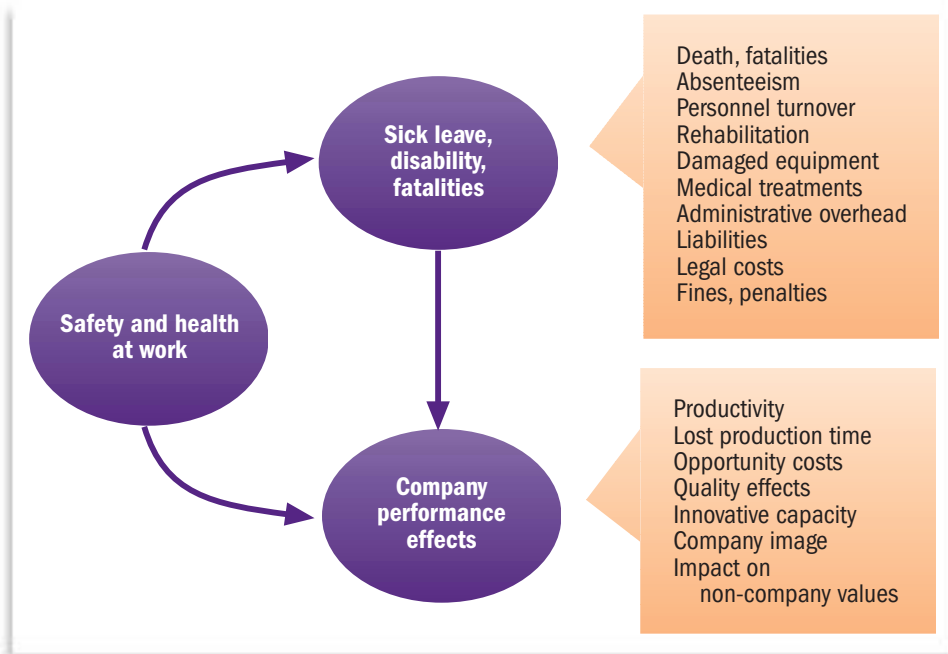 Safety and health
at work
Sick leave,
disability,
fatalities
Death, fatalities
Absenteeism
Personnel turnover
Rehabilitation
Damaged equipment
Medical treatments
Administrative overhead
Liabilities
Legal costs
Fines, penalties
Company
performance
effects
Productivity
Lost production time
Opportunity costs
Quality effects
Innovative capacity
Company image
Impact on
non-company values